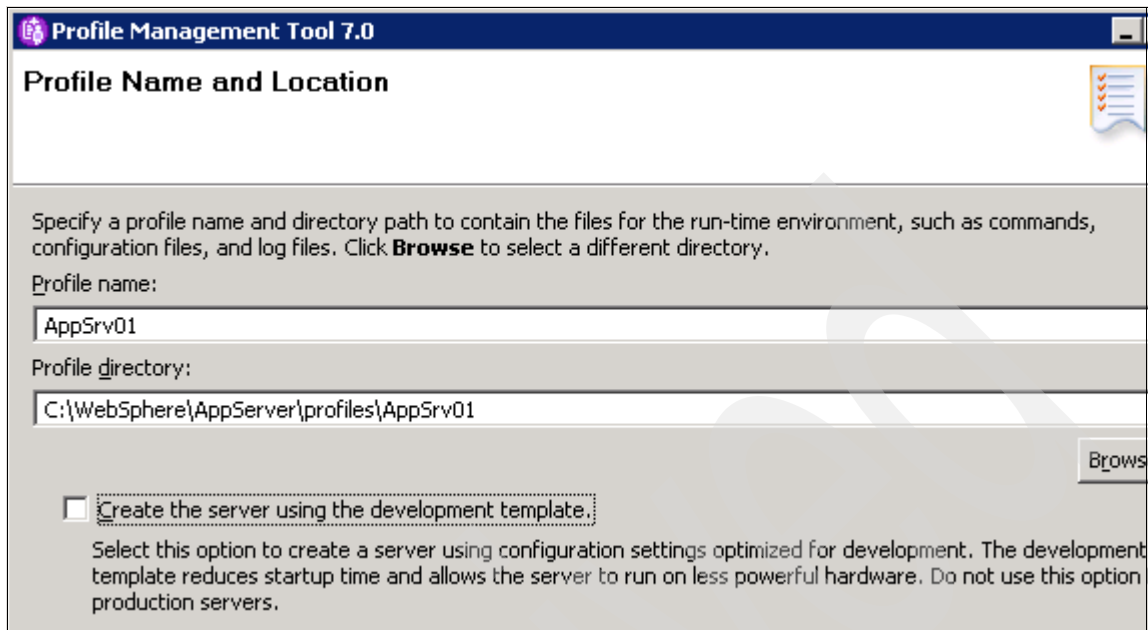 Profile Management Tool 7.0
Profile Name and Location
Specify a profile name and directory path to contain the files for the run-time environment, such as commands,
configuration files, and log files. Click Browse to select a different directory.
Profile name:
AppSrv01
Profile directory:
C:\WebSphere\AppServer\profiles\AppSrv01
Brows
Create the server using the development template.
Select this option to create a server using configuration settings optimized for development. The development
template reduces startup time and allows the server to run on less powerful hardware. Do not use this option
production servers.